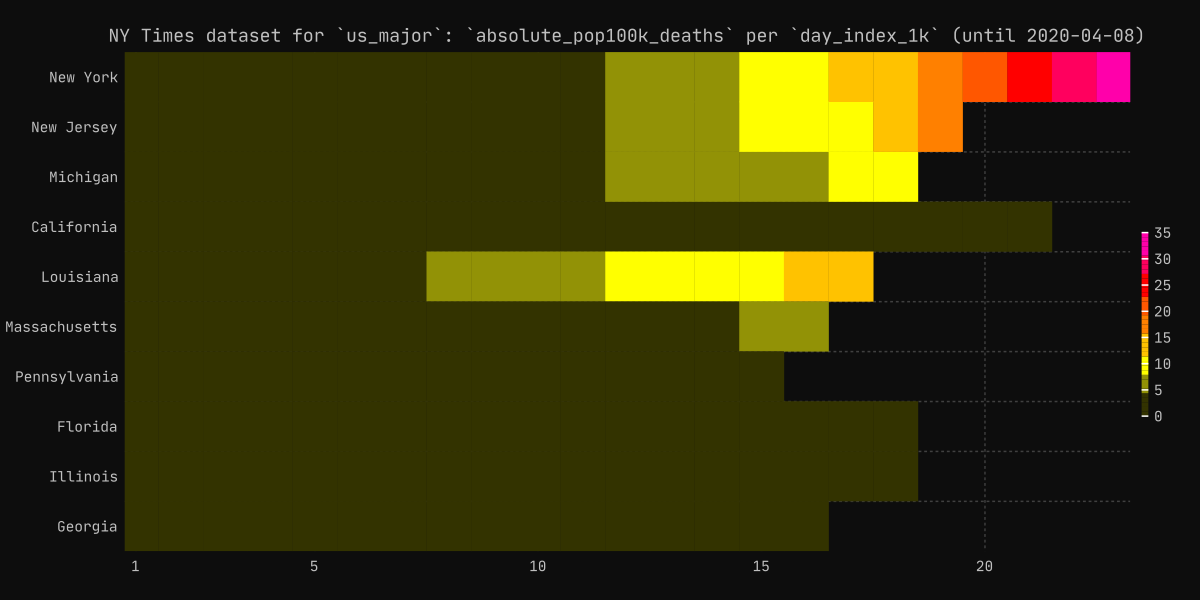 NY Times dataset for `us_major`: `absolute_pop100k_deaths` per `day_index_1k` (until 2020-04-08)
New York
New Jersey
Michigan
California
Louisiana
Massachusetts
Pennsylvania
Florida
Illinois
Georgia
35
30
25
20
15
10
5
0
1 5 10 15 20